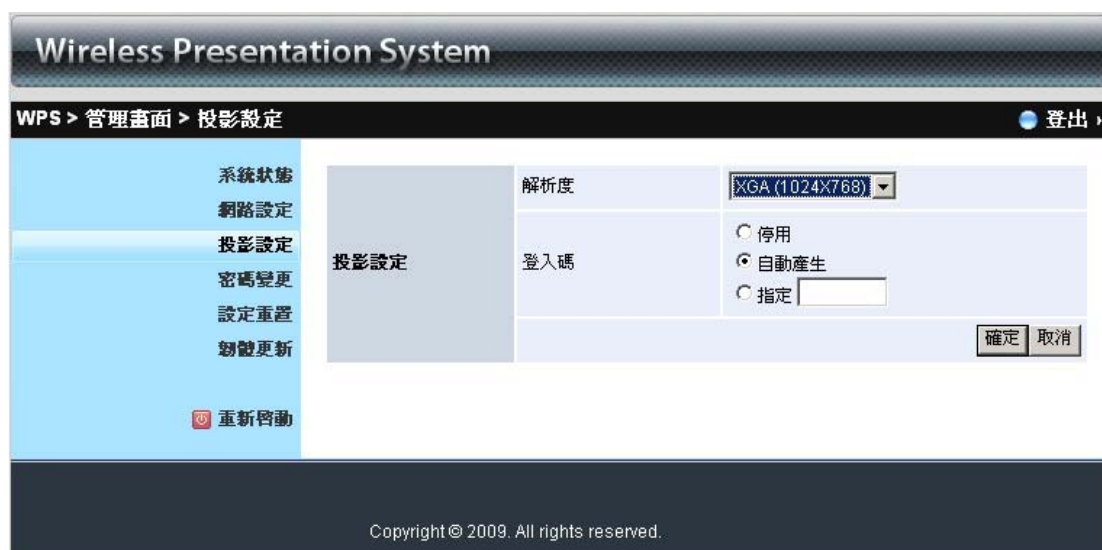 Wireless Presentation System
WPS > 管理畫面 > 投影設定
登出
系統狀態
網路設定
投影設定
密碼變更
設定重置
韌體更新
重新啓動
投影設定
解析度
XGA (1024X768)
登入碼
停用
自動產生
指定
確定 取消
Copyright © 2009. All rights reserved.